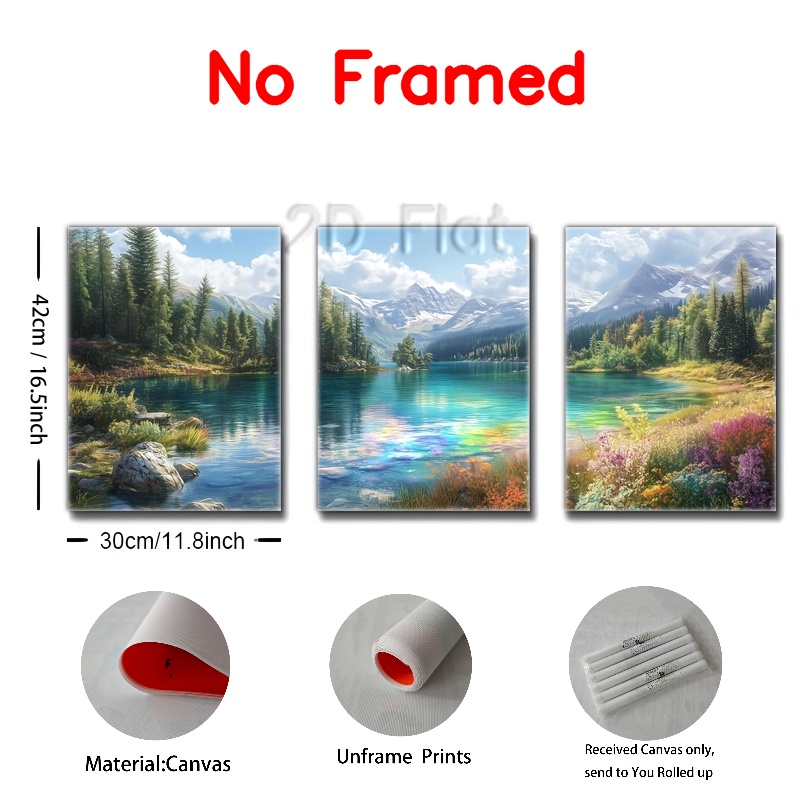 No Framed
2D Flat
42cm / 16.5inch
30cm/11.8inch
Material:Canvas
Unframe Prints
Received Canvas only,
send to You Rolled up